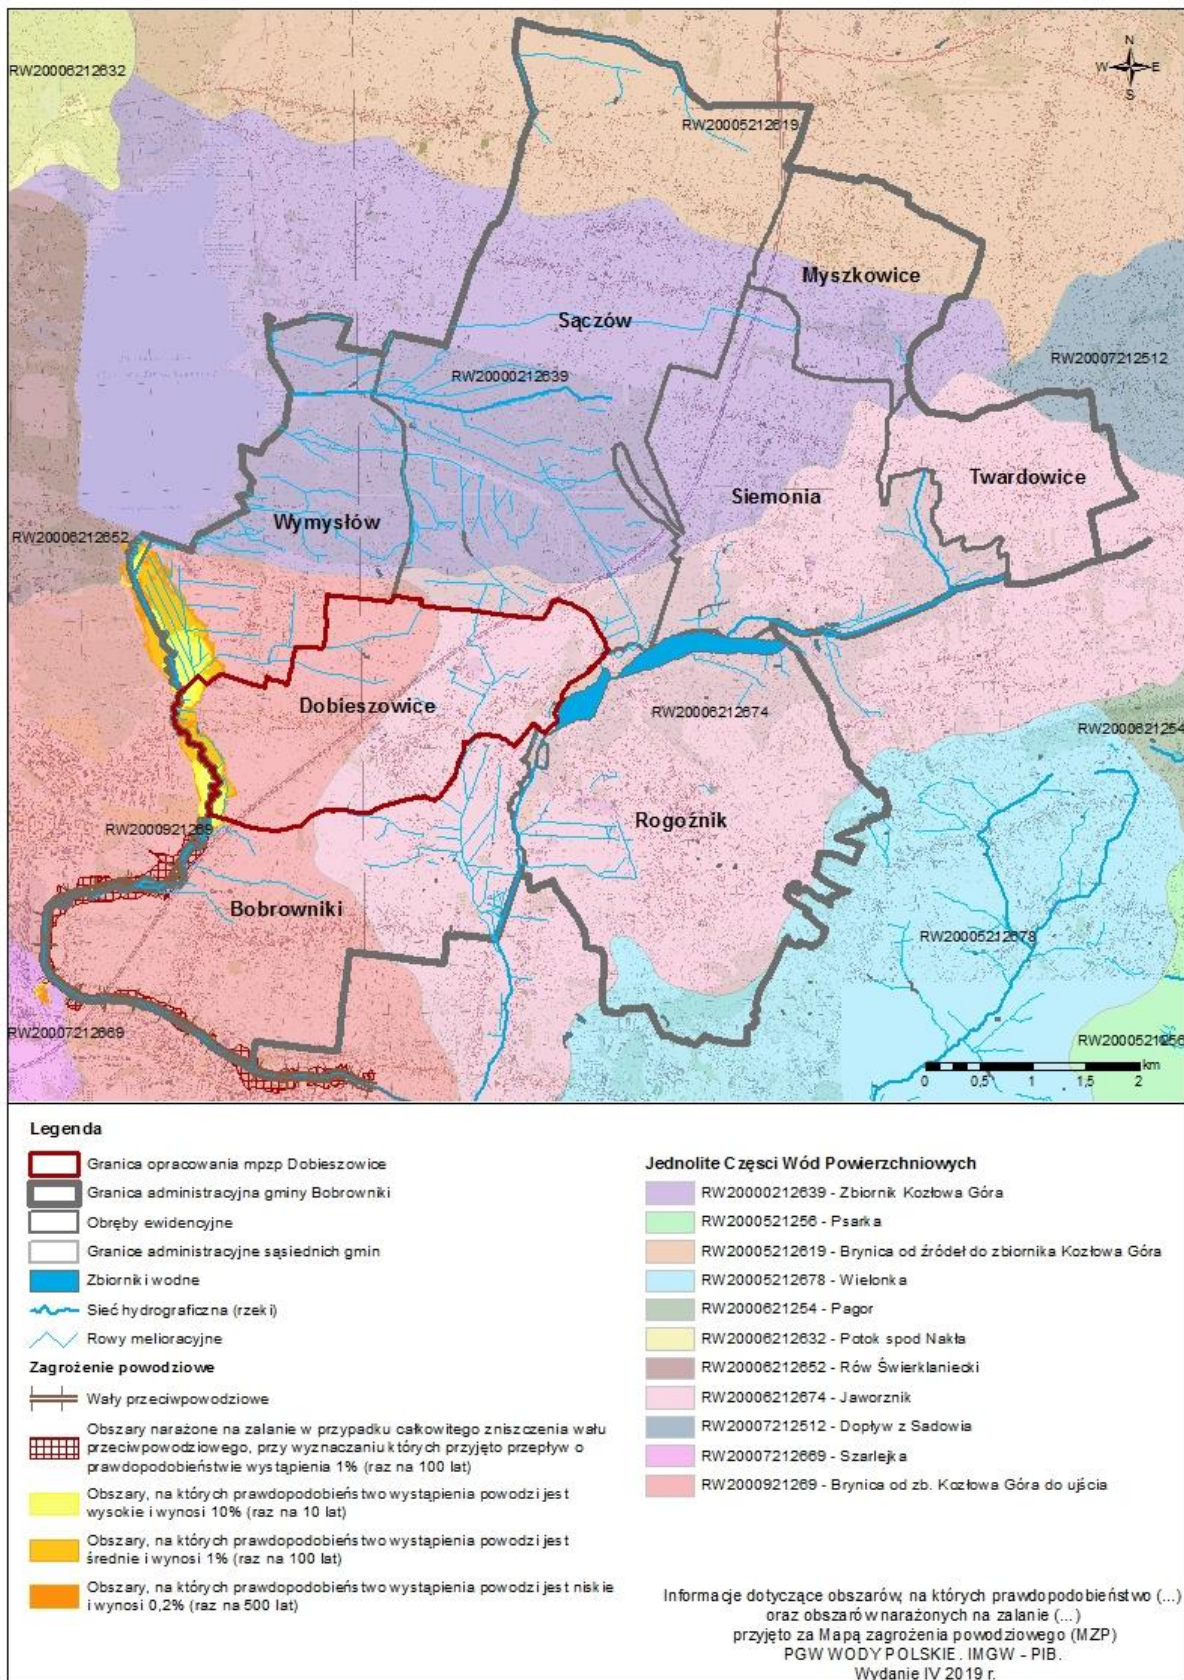 N
W E
S
RW20006212632
RW20005212619
Myszkowice
Sączów
RW20007212512
RW20000212639
Twardowice
Siemonia
Wymysłów
RW20006212652
Dobieszowice
RW20006212674
RW2000621254
Rogoźnik
RW2000921269
Bobrowniki
RW20005212678
RW20007212669
RW2000521256
km
0 0,5 1 1,5 2
Legenda
Granica opracowania mpzp Dobieszowice
Granica administracyjna gminy Bobrowniki
Obręby ewidencyjne
Granice administracyjne sąsiednich gmin
Zbiorniki wodne
Sieć hydrograficzna (rzeki)
Rowy melioracyjne
Zagrożenie powodziowe
Wały przeciwpowodziowe
Obszary narażone na zalanie w przypadku całkowitego zniszczenia wału
przeciwpowodziowego, przy wyznaczaniu których przyjęto przepływ o
prawdopodobieństwie wystąpienia 1% (raz na 100 lat)
Obszary, na których prawdopodobieństwo wystąpienia powodzi jest
wysokie i wynosi 10% (raz na 10 lat)
Obszary, na których prawdopodobieństwo wystąpienia powodzi jest
średnie i wynosi 1% (raz na 100 lat)
Obszary, na których prawdopodobieństwo wystąpienia powodzi jest niskie
i wynosi 0,2% (raz na 500 lat)
Jednolite Częsci Wód Powierzchniowych
RW20000212639 - Zbiornik Kozłowa Góra
RW2000521256 - Psarka
RW20005212619 - Brynica od źródeł do zbiornika Kozłowa Góra
RW20005212678 - Wielonka
RW2000621254 - Pagor
RW20006212632 - Potok spod Nakła
RW20006212652 - Rów Świerklaniecki
RW20006212674 - Jaworznik
RW20007212512 - Dopływ z Sadowia
RW20007212669 - Szarlejka
RW2000921269 - Brynica od zb. Kozłowa Góra do ujścia
Informacje dotyczące obszarów, na których prawdopodobieństwo (...)
oraz obszarów narażonych na zalanie (...)
przyjęto za Mapą zagrożenia powodziowego (MZP)
PGW WODY POLSKIE. IMGW - PIB.
Wydanie IV 2019 r.